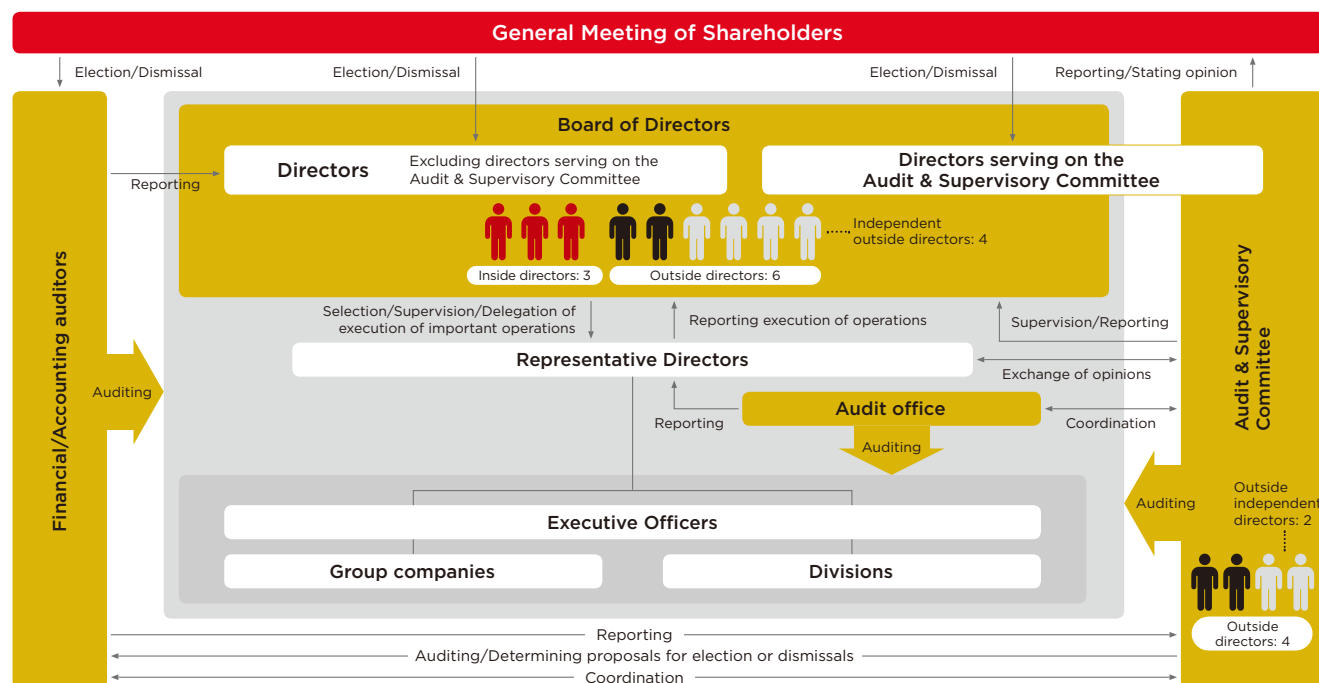 General Meeting of Shareholders
Election/Dismissal
Election/Dismissal
Election/Dismissal
Reporting/Stating opinion
Board of Directors
Directors
Excluding directors serving on the
Audit & Supervisory Committee
Directors serving on the
Audit & Supervisory Committee
Reporting
Independent
outside directors: 4
Inside directors: 3
Outside directors: 6
Financial/Accounting auditors
Audit & Supervisory
Committee
Selection/Supervision/Delegation of
execution of important operations
Reporting execution of operations
Supervision/Reporting
Representative Directors
Exchange of opinions
Auditing
Audit office
Reporting
Coordination
Auditing
Auditing
Outside
independent
directors: 2
Executive Officers
Group companies
Divisions
Outside
directors: 4
Reporting
Auditing/Determining proposals for election or dismissals
Coordination